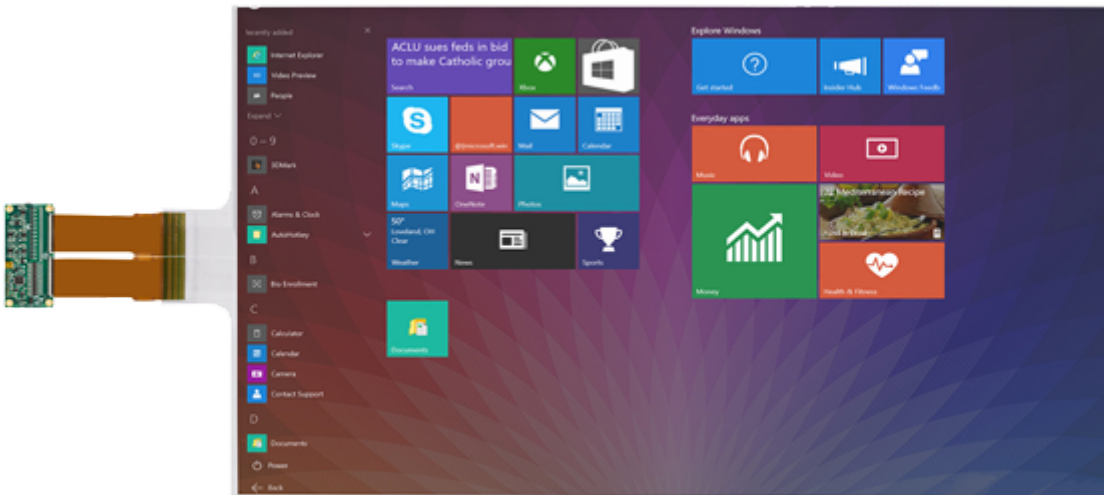 recently added
Internet Explorer
Video Preview
People
Expand
0 – 9
3DMark
A
Alarms & Clock
AutoHotkey
B
Bio Enrollment
C
Calculator
Calendar
Camera
Contact Support
D
Documents
Power
Back
ACLU sues feds in bid
to make Catholic grou
Search
Xbox
Skype
@microsoft.win
Mail
Calendar
Maps
OneNote
N
Photos
50°
Loveland, OH
Clear
Weather
News
Sports
Documents
Explore Windows
Get started
Insider Hub
Windows Feedb
Everyday apps
Music
Video
Money
Mediterranean Recipe
Food & Drink
Health & Fitness